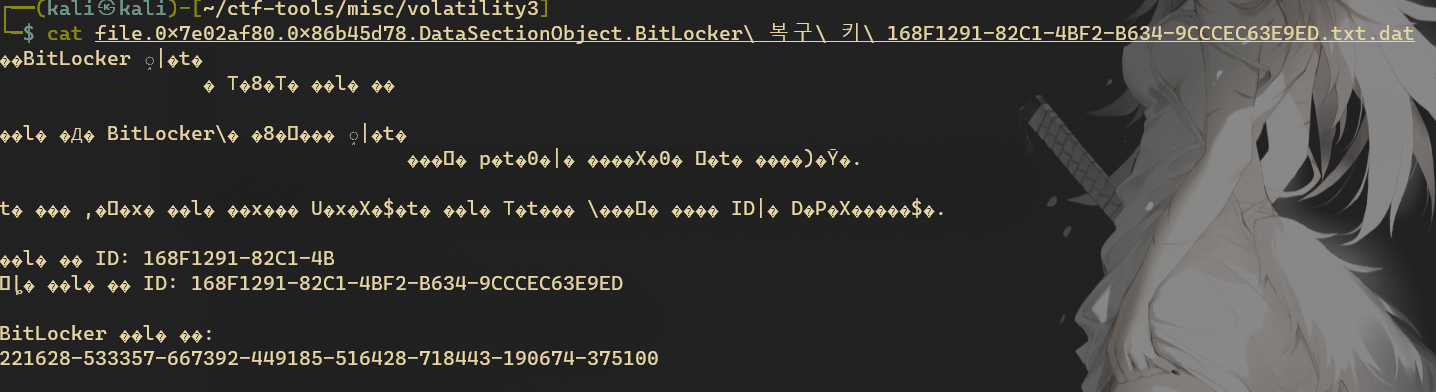 (kali㉿kali)-[~/ctf-tools/misc/volatility3]
$ cat file.0×7e02af80.0×86b45d78.DataSectionObject.BitLocker\ 복구\ 키\ 168F1291-82C1-4BF2-B634-9CCCEC63E9ED.txt.dat
��BitLocker |�t�
� T�8�T� ��l� ��
��l� �Д� BitLocker\� �8����� |�t�
p�t�0�|� ����X�0� �t� ����)�Ȳ�.
t� ��� ,��x� ��l� ��x��� U�x�X�$�t� ��l� T�t��� \���� ���� ID|� D�P�X�����$�.
��l� �� ID: 168F1291-82C1-4B
��l� �� ID: 168F1291-82C1-4BF2-B634-9CCCEC63E9ED
BitLocker ��l� ��:
221628-533357-667392-449185-516428-718443-190674-375100